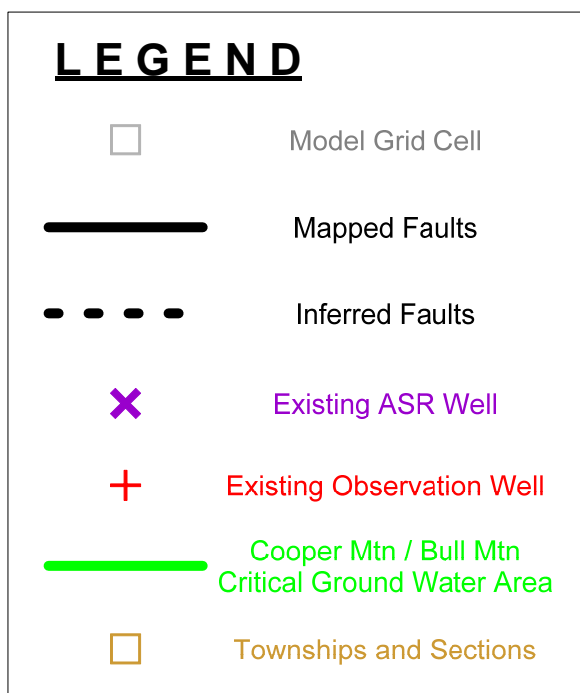 L E G E N D
Model Grid Cell
Mapped Faults
Inferred Faults
Existing ASR Well
Existing Observation Well
Cooper Mtn / Bull Mtn
Critical Ground Water Area
Townships and Sections